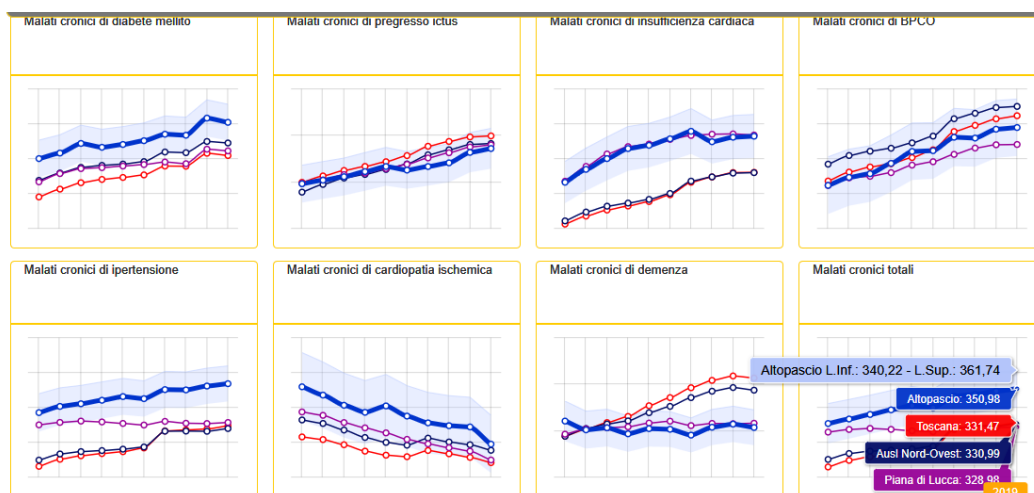 Malati cronici di diabete mellito
Malati cronici di pregresso ictus
Malati cronici di insufficienza cardiaca
Malati cronici di BPCO
Malati cronici di ipertensione
Malati cronici di cardiopatia ischemica
Malati cronici di demenza
Malati cronici totali
Altopascio L.Inf.: 340,22 - L.Sup.: 361,74
Altopascio: 350,98
Toscana: 331,47
Ausl Nord-Ovest: 330,99
Piana di Lucca: 328,98
2019